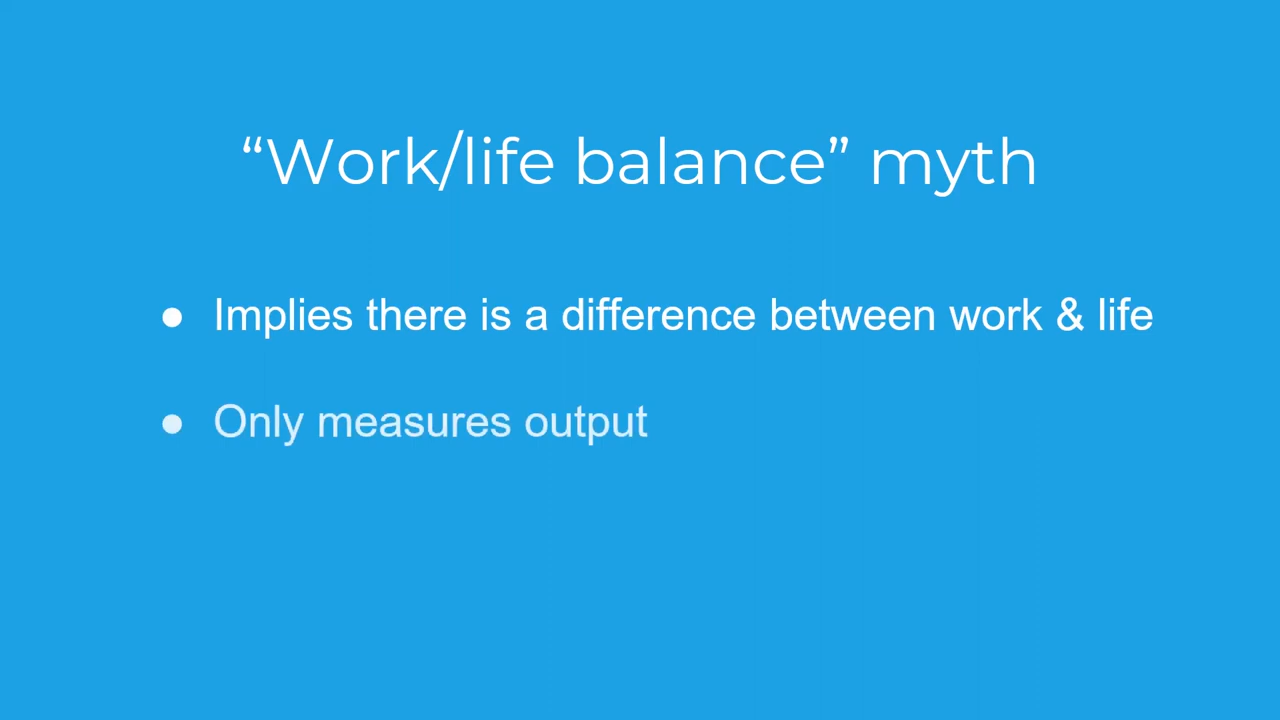 “Work/life balance” myth
● Implies there is a difference between work & life
● Only measures output